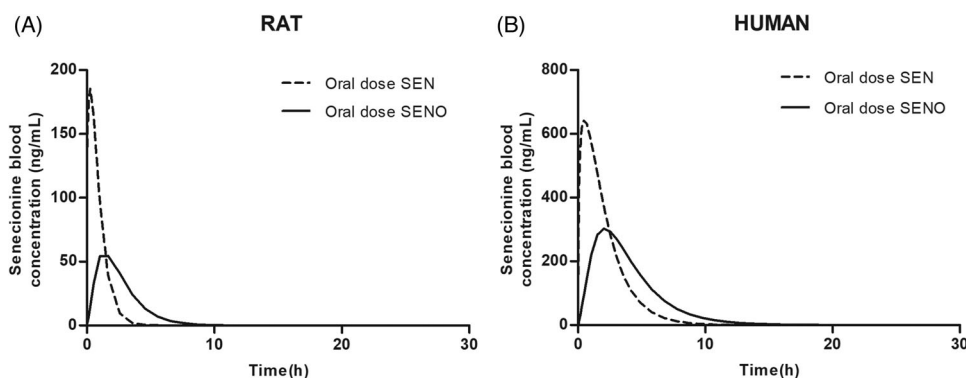 (A)
RAT
200
150
100
50
0
0
10
20
30
Senecionine blood
concentration (ng/mL)
Time(h)
Oral dose SEN
Oral dose SENO
(B)
HUMAN
800
600
400
200
0
0
10
20
30
Senecionine blood
concentration (ng/mL)
Time(h)
Oral dose SEN
Oral dose SENO